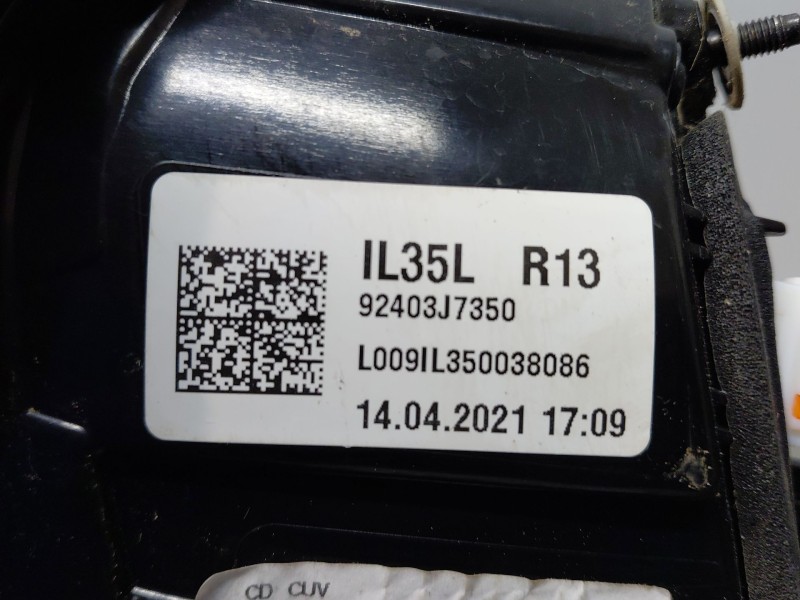 IL35L R13
92403J7350
L009IL350038086
14.04.2021 17:09
CD CUV